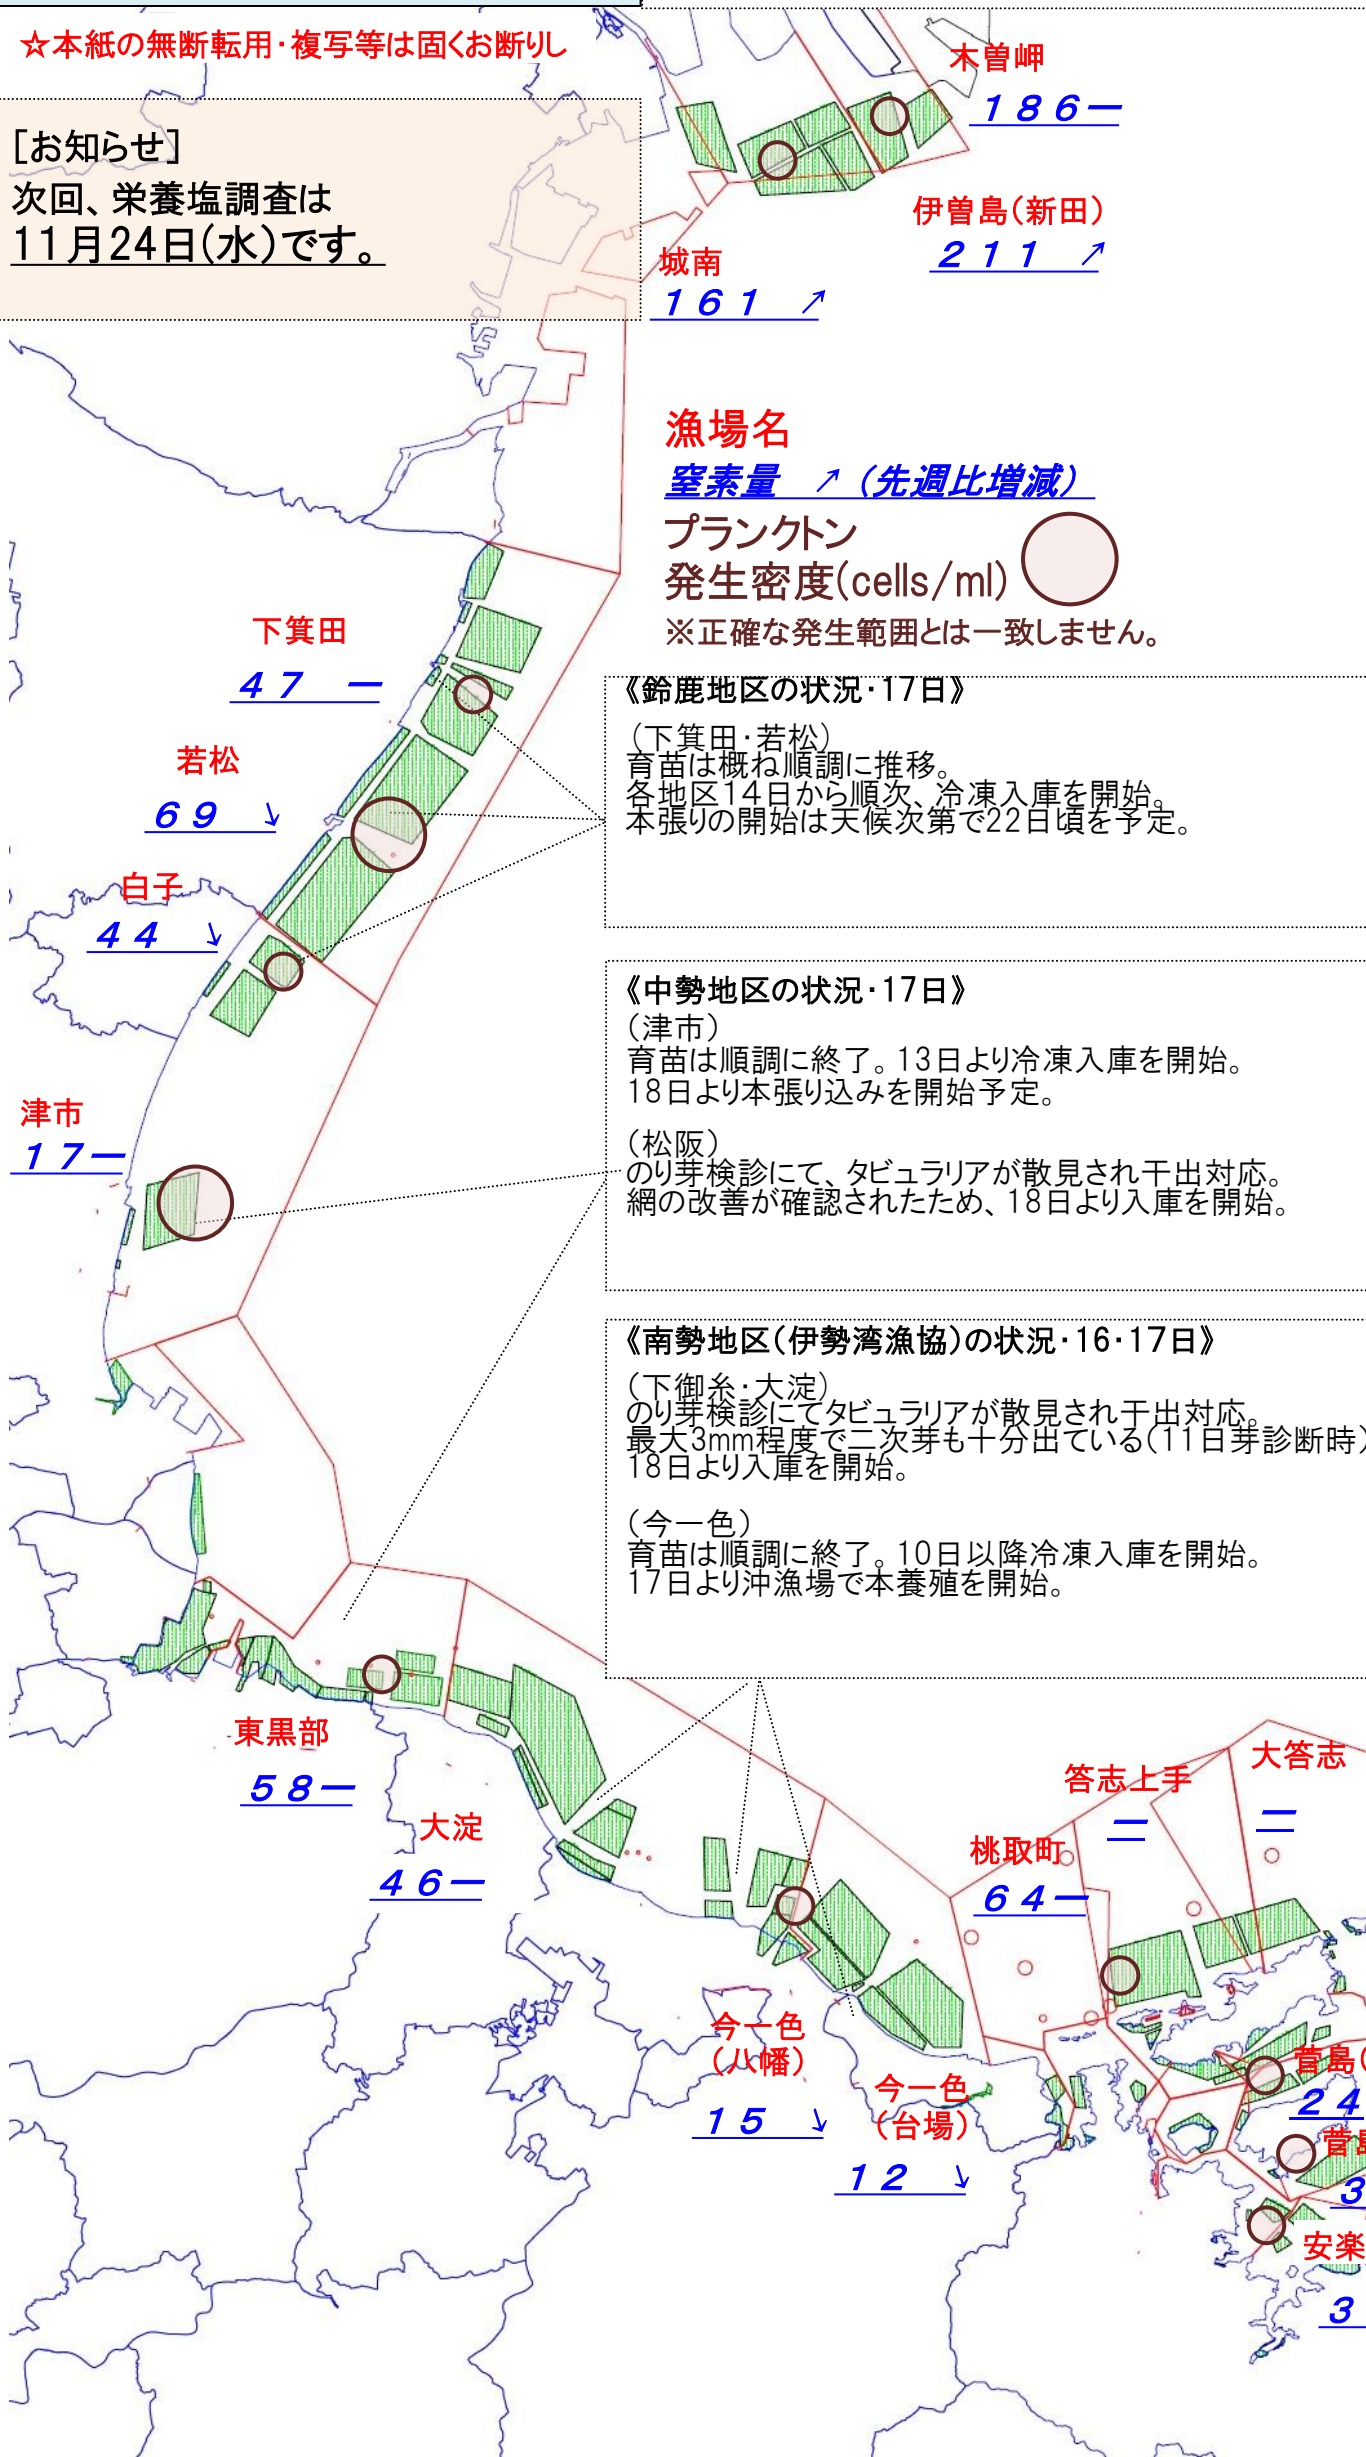 ☆本紙の無断転用・複写等は固くお断りし
[お知らせ]
次回、栄養塩調査は
11月24日(水)です。
木曽岬
186ー
伊曽島(新田)
211 ↗
城南
161 ↗
漁場名
窒素量 ↗(先週比増減)
プランクトン
発生密度(cells/ml)
※正確な発生範囲とは一致しません。
下箕田
47 ー
若松
69 ↓
白子
44 ↓
津市
17ー
《鈴鹿地区の状況・17日》
(下箕田・若松)
育苗は概ね順調に推移。
各地区14日から順次、冷凍入庫を開始。
本張りの開始は天候次第で22日頃を予定。
《中勢地区の状況・17日》
(津市)
育苗は順調に終了。13日より冷凍入庫を開始。
18日より本張り込みを開始予定。
(松阪)
のり芽検診にて、タビュラリアが散見され干出対応。
網の改善が確認されたため、18日より入庫を開始。
《南勢地区(伊勢湾漁協)の状況・16・17日》
(下御糸・大淀)
のり芽検診にてタビュラリアが散見され干出対応。
最大3mm程度で二次芽も十分出ている(11日芽診断時)
18日より入庫を開始。
(今一色)
育苗は順調に終了。10日以降冷凍入庫を開始。
17日より沖漁場で本養殖を開始。
東黒部
58ー
大淀
46ー
今一色
(八幡)
15 ↓
今一色
(台場)
12 ↓
桃取町
64ー
答志上手
ー
大答志
ー
菅島(
24
菅島
3
安楽
3